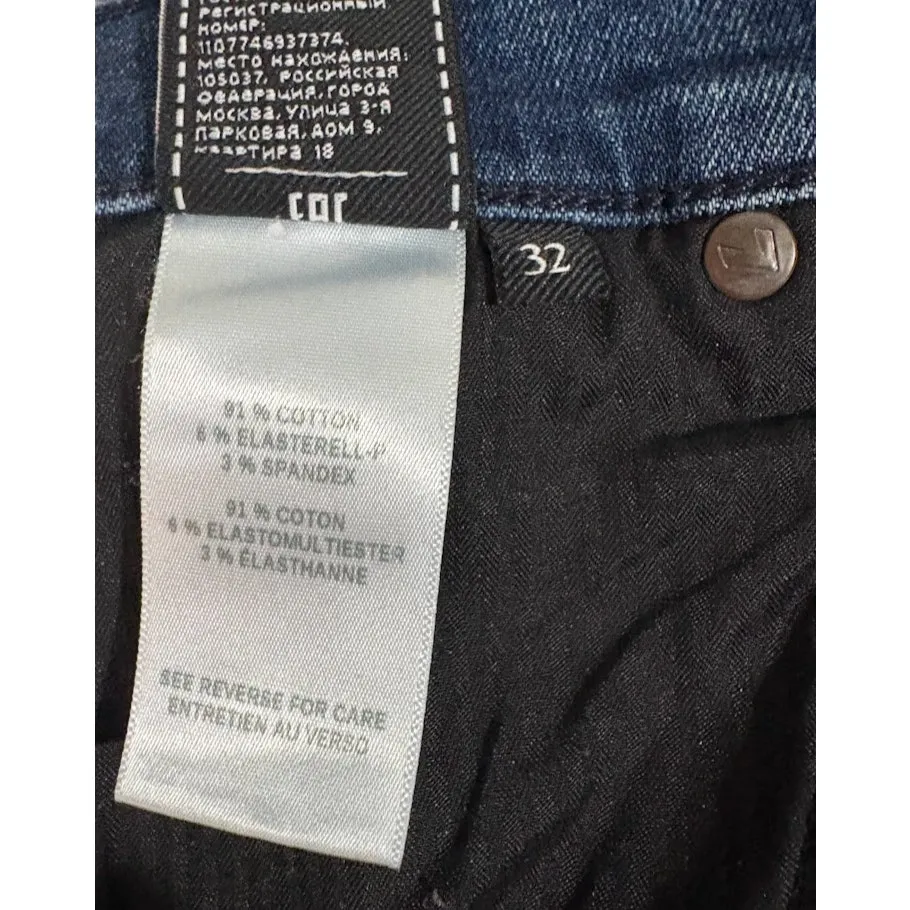 регистрационный
номер:
1107746937374,
место нахождения:
105037, Российская
Федерация, город
Москва, улица 3-я
Парковая, дом 9,
квартира 18
EAC
32
91 % COTTON
6 % ELASTERELL-P
3 % SPANDEX
91 % COTON
6 % ELASTOMULTIESTER
3 % ÉLASTHANNE
SEE REVERSE FOR CARE
ENTRETIEN AU VERSO